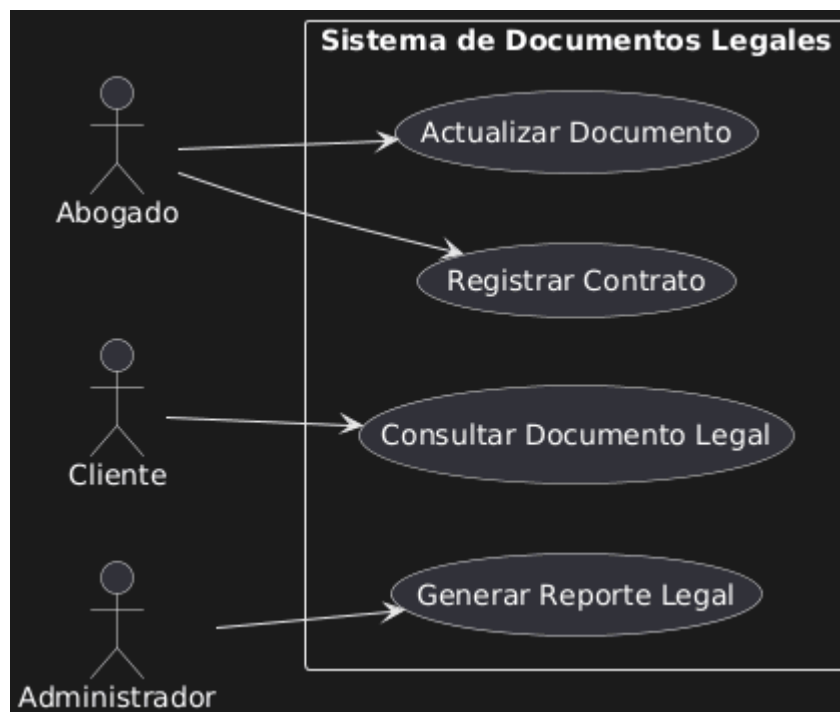 Sistema de Documentos Legales
Actualizar Documento
Abogado
Registrar Contrato
Consultar Documento Legal
Cliente
Generar Reporte Legal
Administrador